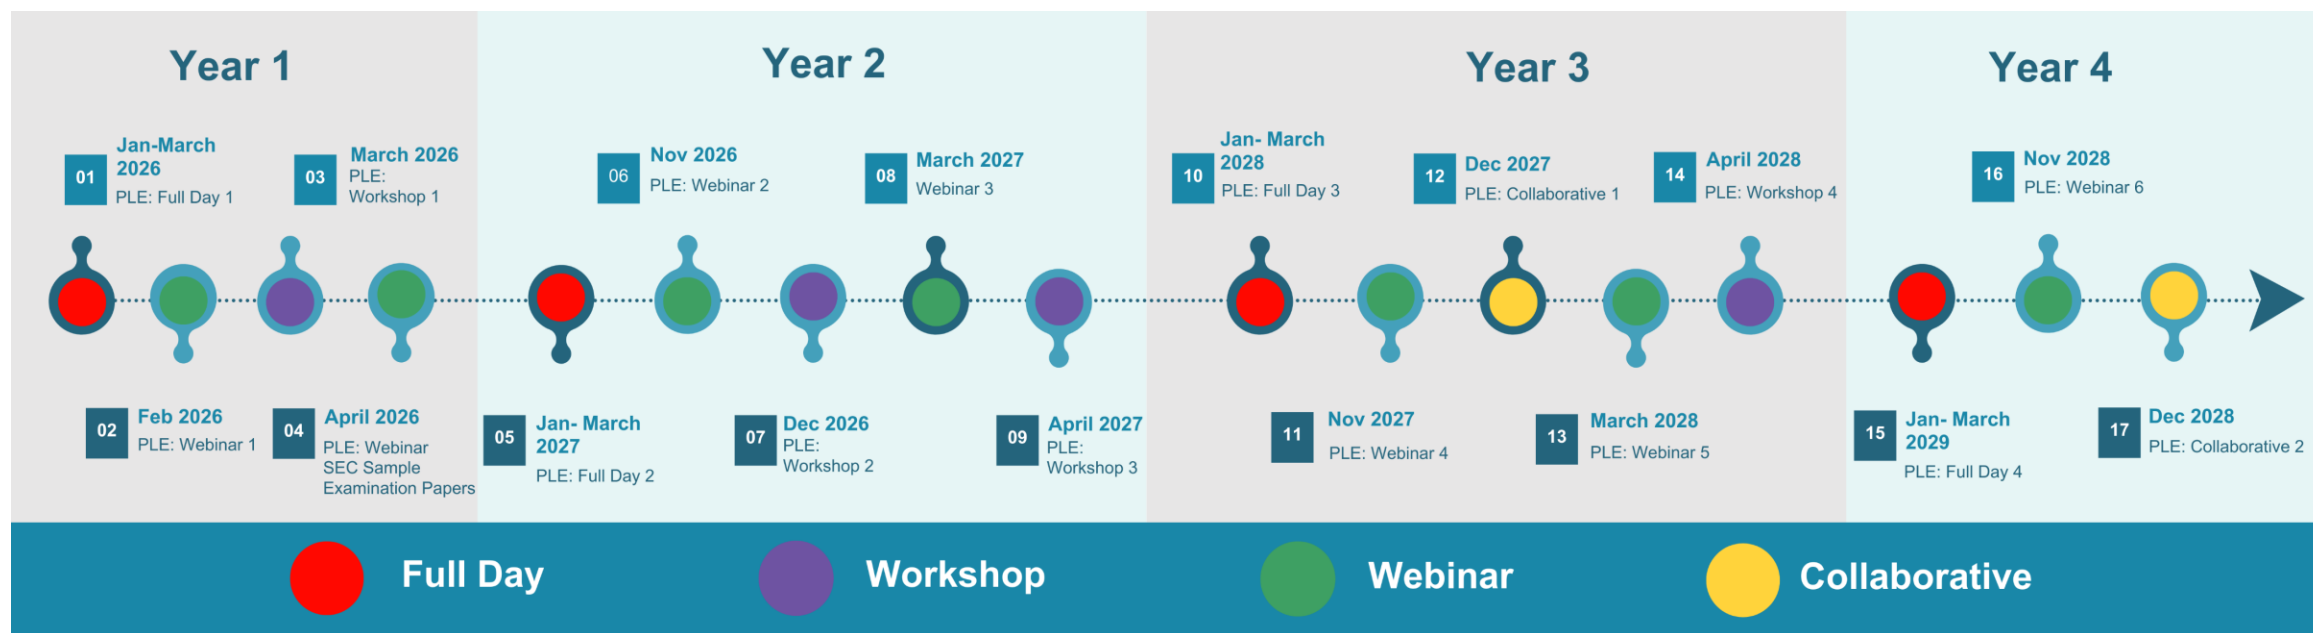 Year 1
Year 2
Year 3
Year 4
01
Jan-March
2026
PLE: Full Day 1
03
March 2026
PLE:
Workshop 1
06
Nov 2026
PLE: Webinar 2
08
March 2027
Webinar 3
10
Jan- March
2028
PLE: Full Day 3
12
Dec 2027
PLE: Collaborative 1
14
April 2028
PLE: Workshop 4
16
Nov 2028
PLE: Webinar 6
02
Feb 2026
PLE: Webinar 1
04
April 2026
PLE: Webinar
SEC Sample
Examination Papers
05
Jan- March
2027
PLE: Full Day 2
07
Dec 2026
PLE:
Workshop 2
09
April 2027
PLE:
Workshop 3
11
Nov 2027
PLE: Webinar 4
13
March 2028
PLE: Webinar 5
15
Jan- March
2029
PLE: Full Day 4
17
Dec 2028
PLE: Collaborative 2
Full Day
Workshop
Webinar
Collaborative